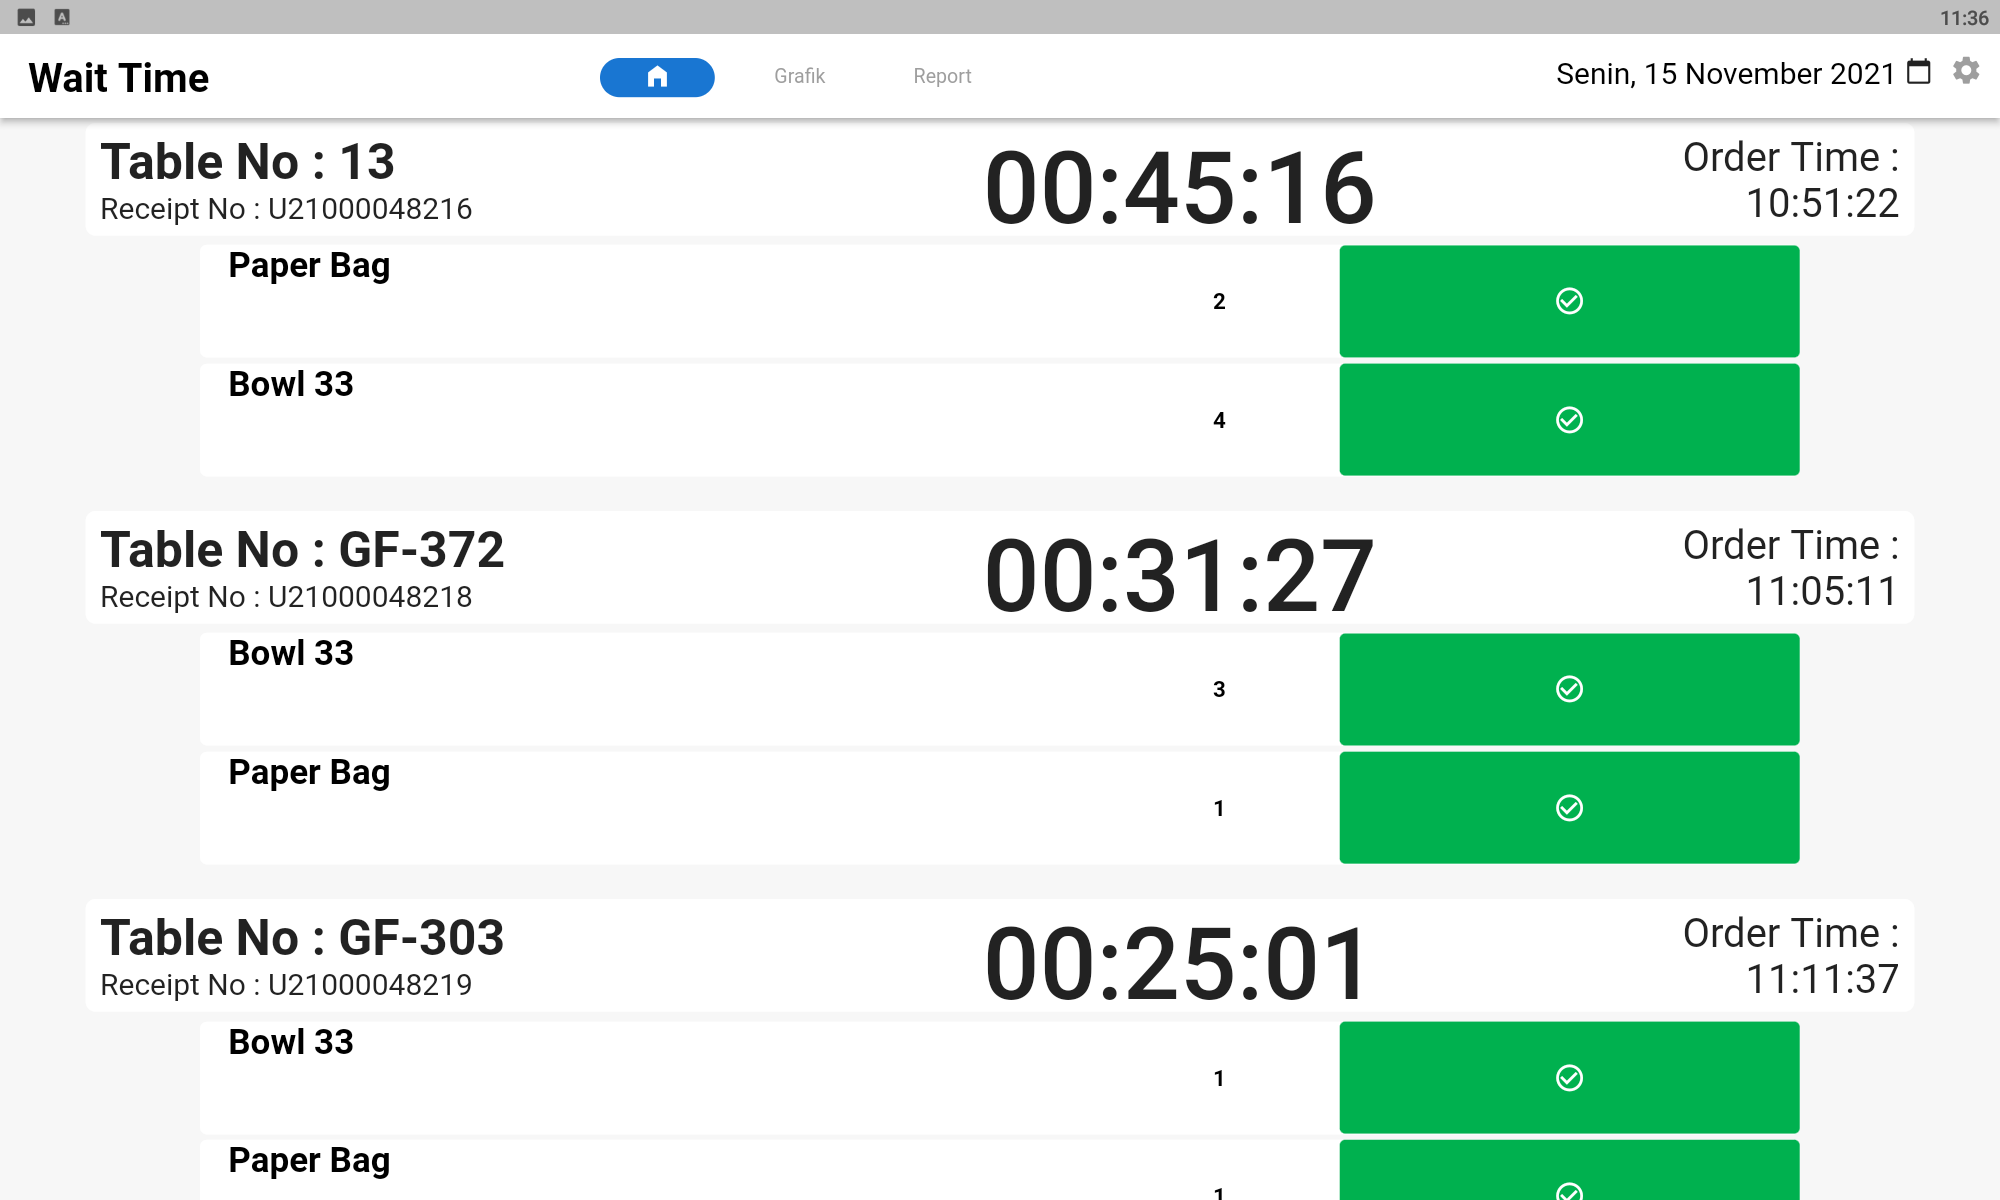 11:36
Wait Time
Grafik
Report
Senin, 15 November 2021
Table No : 13
00:45:16
Order Time :
Receipt No : U21000048216
10:51:22
Paper Bag
2
Bowl 33
4
Table No : GF-372
00:31:27
Order Time :
Receipt No : U21000048218
11:05:11
Bowl 33
3
Paper Bag
1
Table No : GF-303
00:25:01
Order Time :
Receipt No : U21000048219
11:11:37
Bowl 33
1
Paper Bag
1